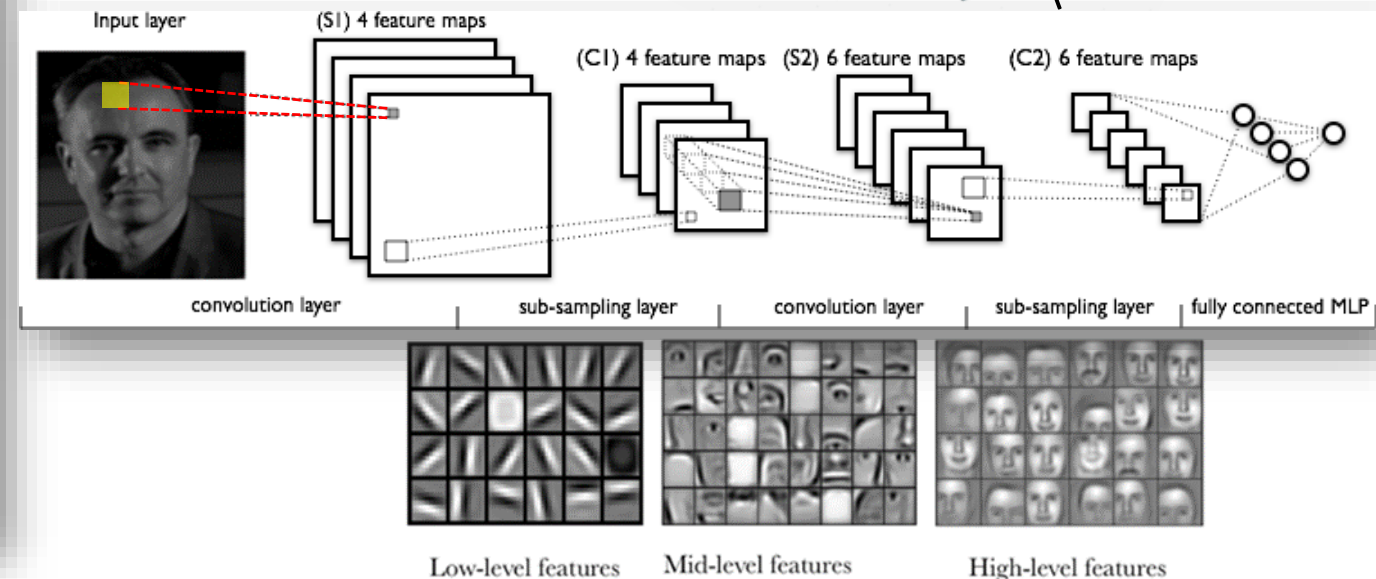 Input layer
(S1) 4 feature maps
(C1) 4 feature maps
(S2) 6 feature maps
(C2) 6 feature maps
convolution layer
sub-sampling layer
convolution layer
sub-sampling layer
fully connected MLP
Low-level features
Mid-level features
High-level features